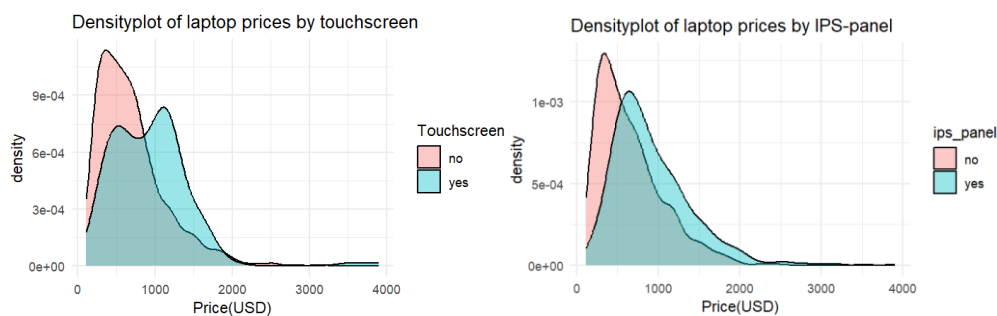 Densityplot of laptop prices by touchscreen
density
9e-04
6e-04
3e-04
0e+00
0
1000
2000
3000
4000
Price(USD)
Touchscreen
no
yes
Densityplot of laptop prices by IPS-panel
density
1e-03
5e-04
0e+00
0
1000
2000
3000
4000
Price(USD)
ips_panel
no
yes